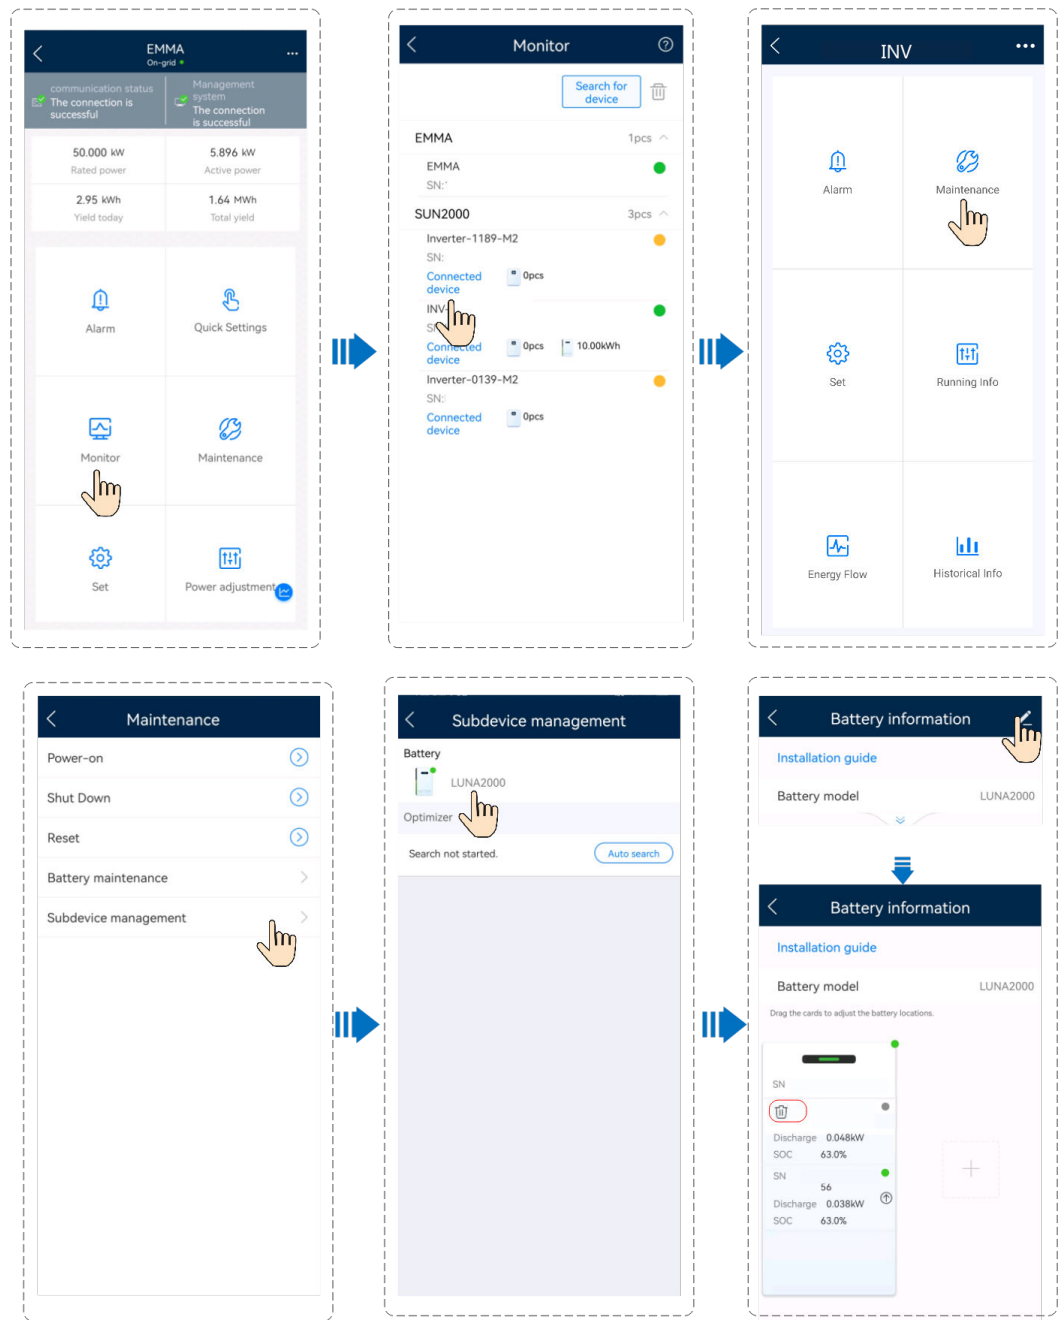 EMMA
On-grid
communication status
The connection is
successful
Management
system
The connection
is successful
50.000 kW
Rated power
5.896 kW
Active power
2.95 kWh
Yield today
1.64 MWh
Total yield
Alarm
Quick Settings
Monitor
Maintenance
Set
Power adjustment
Monitor
Search for
device
EMMA 1pcs
EMMA
SN:
SUN2000 3pcs
Inverter-1189-M2
SN:
Connected
device
0pcs
INV-
Connected
device
0pcs
10.00kWh
Inverter-0139-M2
SN:
Connected
device
0pcs
INV
Alarm
Maintenance
Set
Running Info
Energy Flow
Historical Info
Maintenance
Power-on
Shut Down
Reset
Battery maintenance
Subdevice management
Subdevice management
Battery
LUNA2000
Optimizer
Search not started.
Auto search
Battery information
Installation guide
Battery model LUNA2000
Battery information
Installation guide
Battery model LUNA2000
Drag the cards to adjust the battery locations.
SN
Discharge 0.048kW
SOC 63.0%
SN
56
Discharge 0.038kW
SOC 63.0%